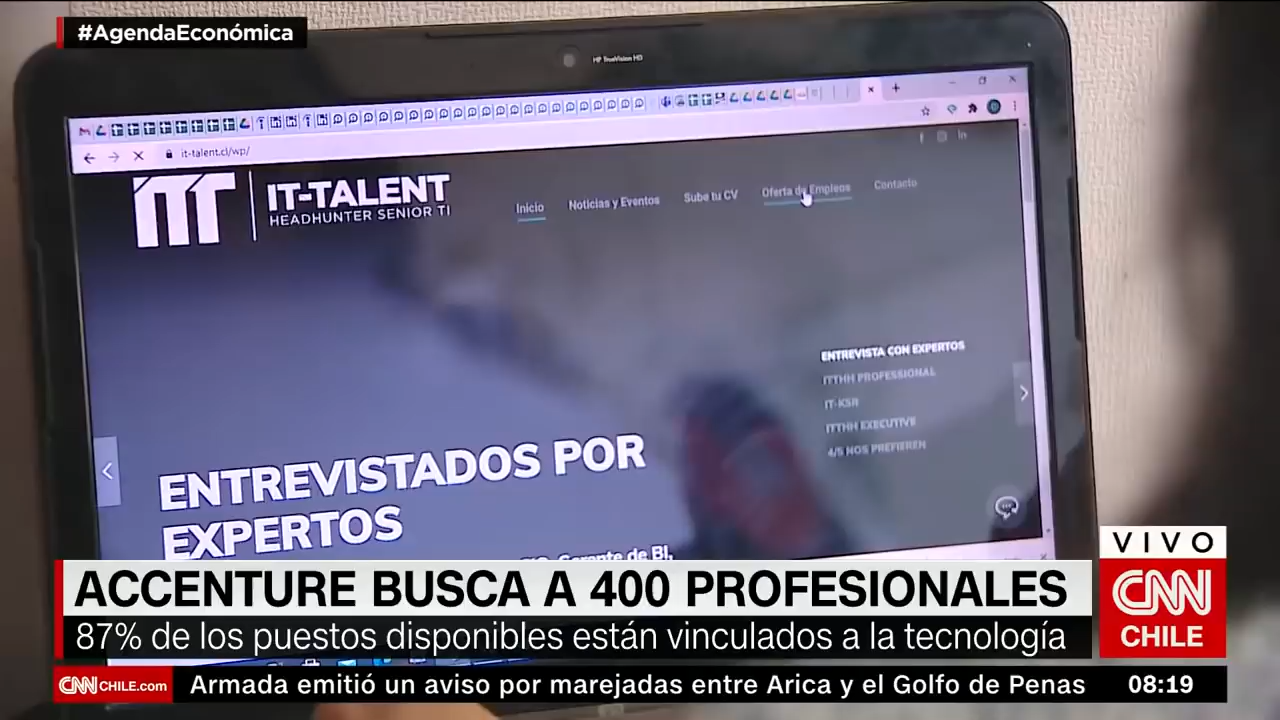 #AgendaEconómica
HP TrueVision HD
it-talent.cl/wp/
IT-TALENT
HEADHUNTER SENIOR TI
Inicio
Noticias y Eventos
Sube tu CV
Oferta de Empleos
Contacto
ENTREVISTA CON EXPERTOS
ITTHH PROFESSIONAL
IT-KSR
ITTHH EXECUTIVE
4/5 NOS PREFIEREN
ENTREVISTADOS POR
EXPERTOS
Gerente de BI,
VIVO
CNN
CHILE
ACCENTURE BUSCA A 400 PROFESIONALES
87% de los puestos disponibles están vinculados a la tecnología
CNNCHILE.com
Armada emitió un aviso por marejadas entre Arica y el Golfo de Penas
08:19